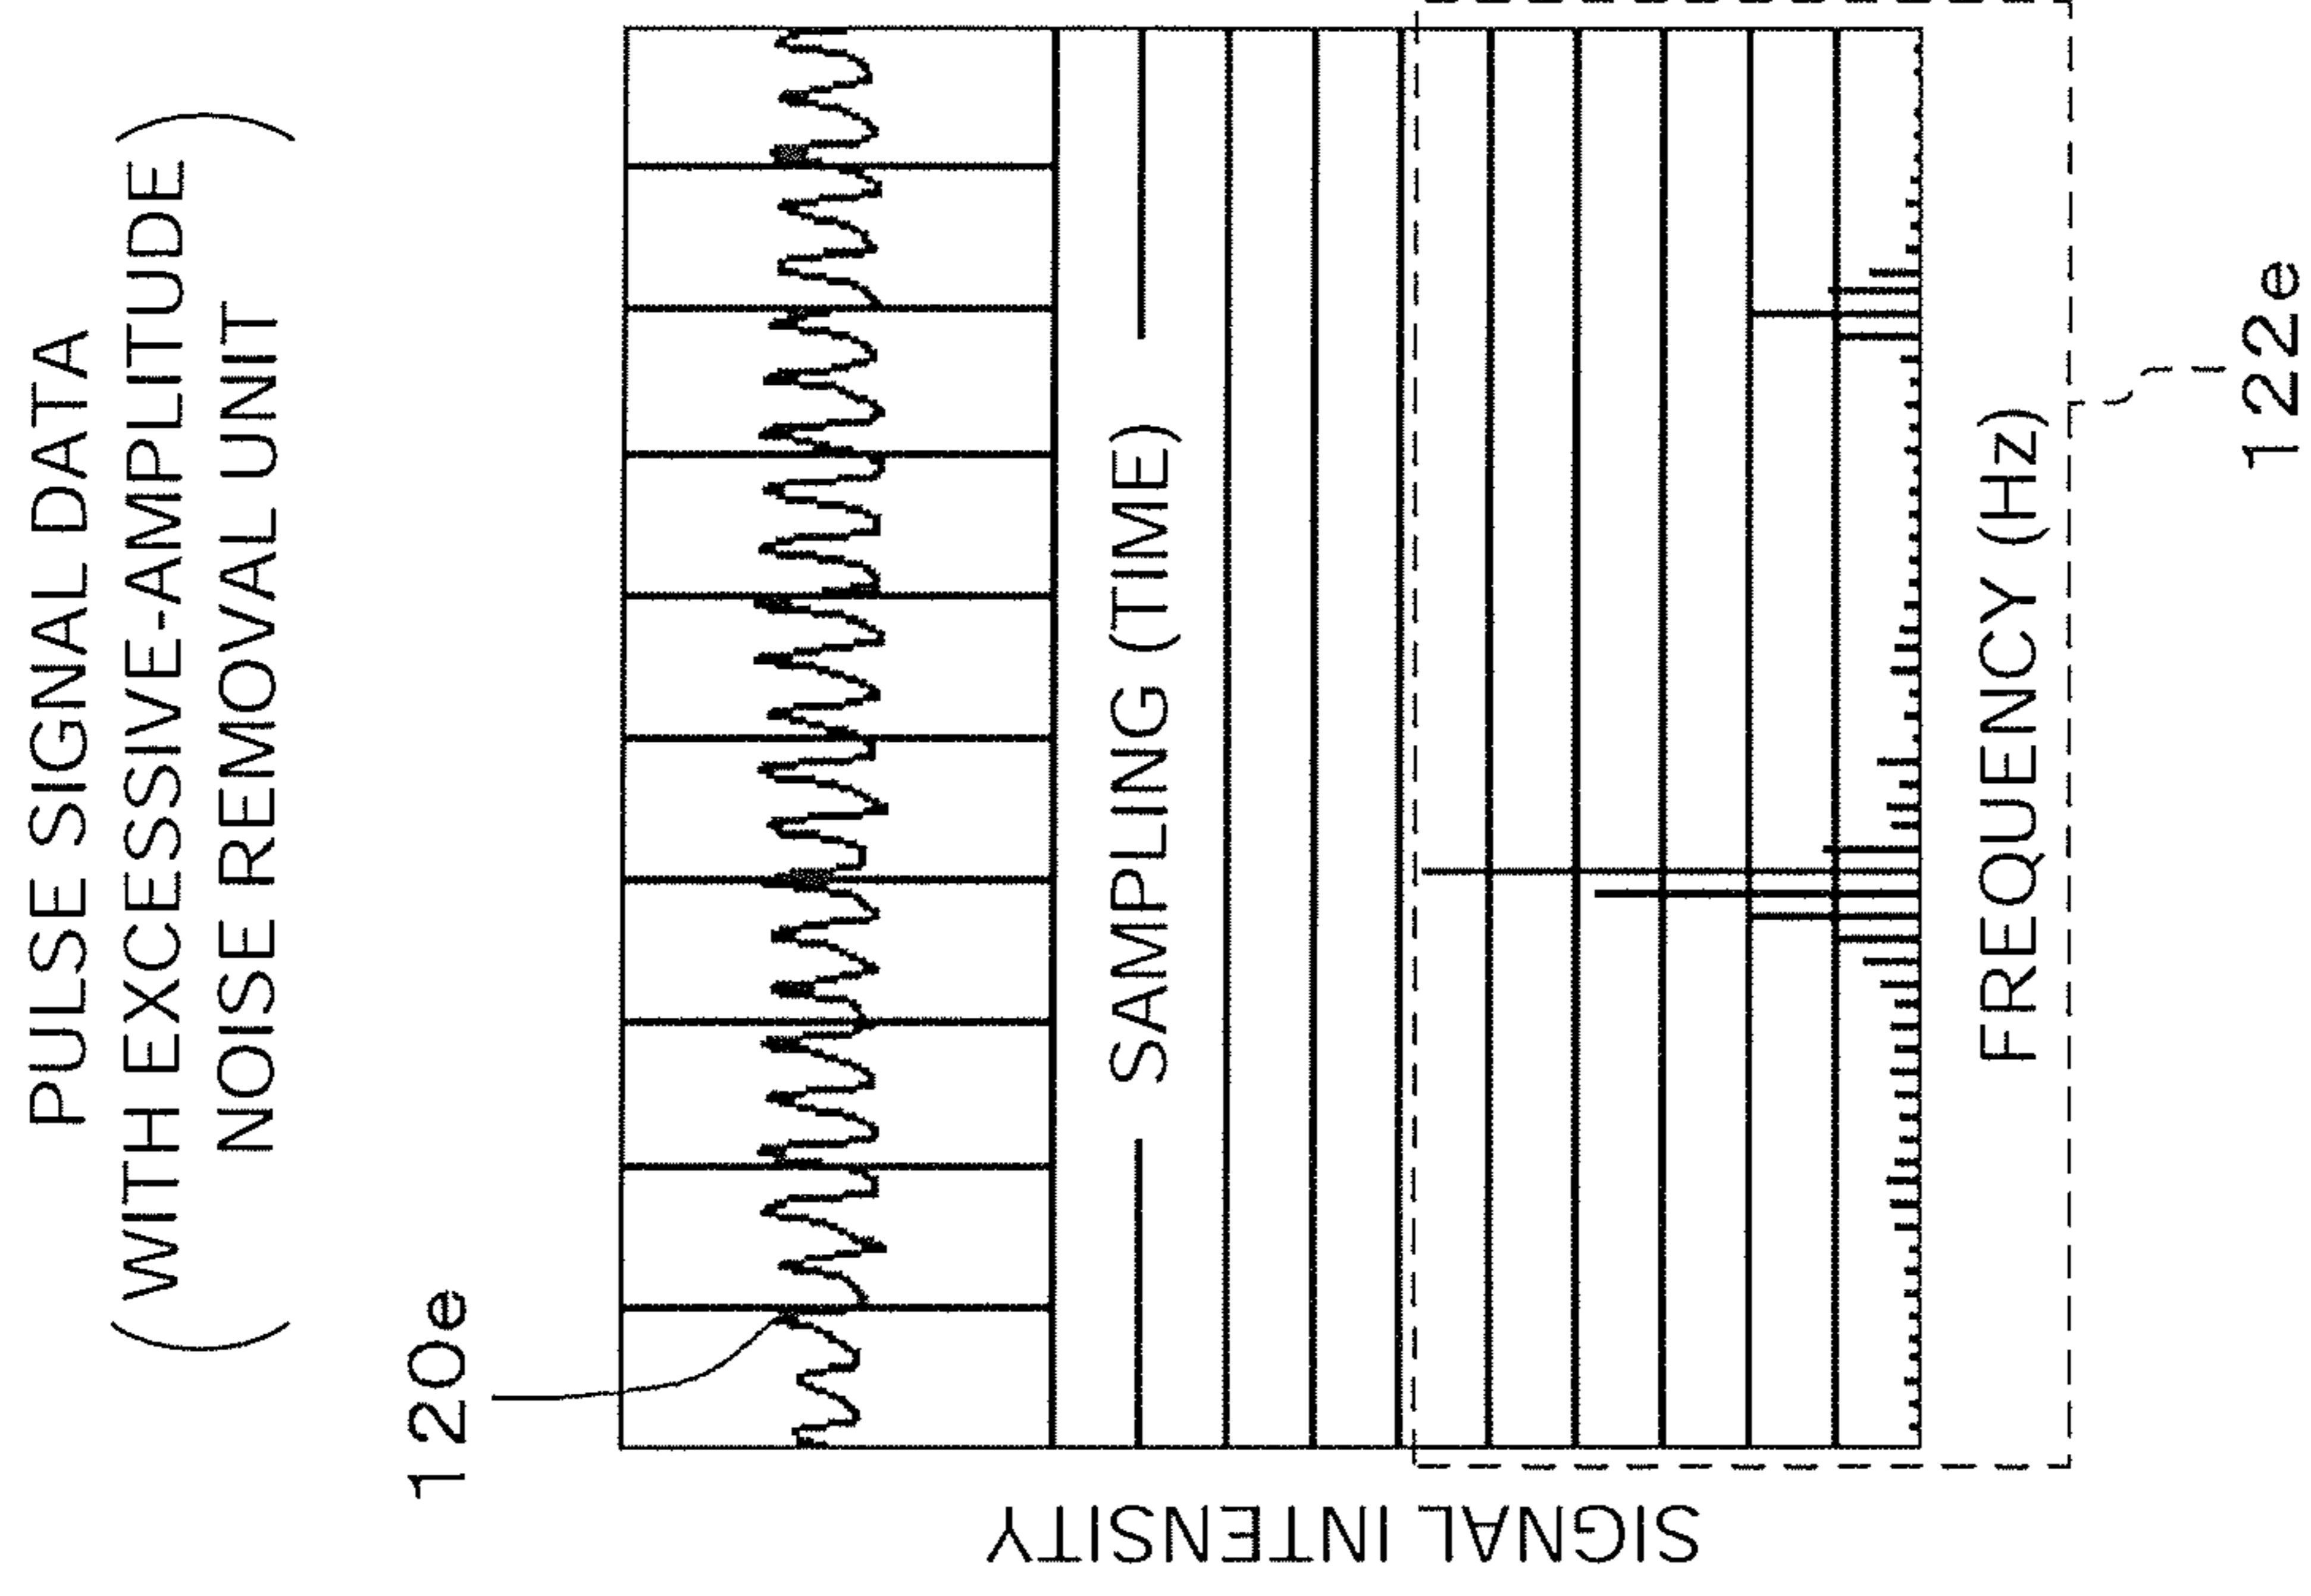 PULSE SIGNAL DATA
(WITH EXCESSIVE-AMPLITUDE
NOISE REMOVAL UNIT)
120e
SAMPLING (TIME)
SIGNAL INTENSITY
FREQUENCY (Hz)
122e